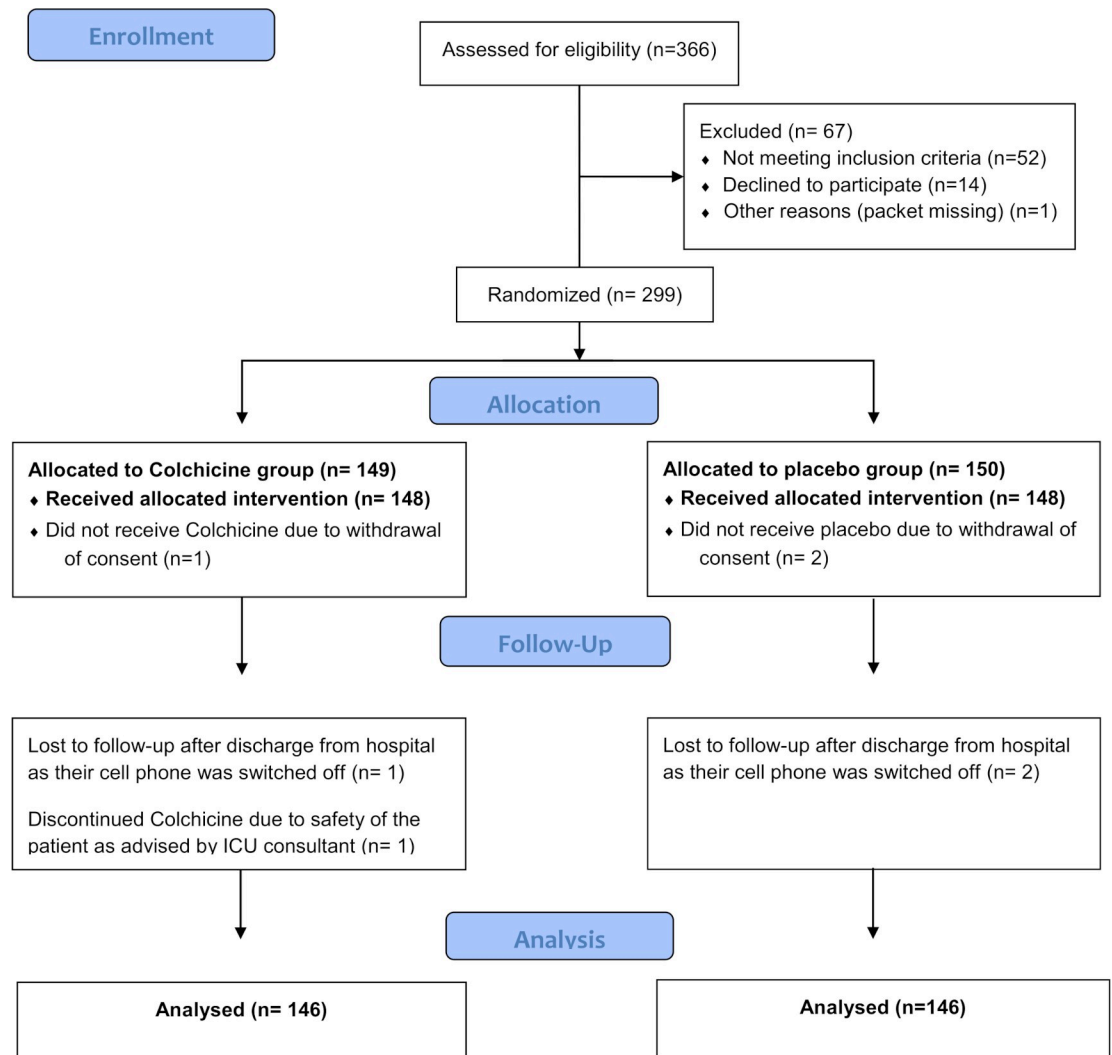 Enrollment
Assessed for eligibility (n=366)
Excluded (n= 67)
♦ Not meeting inclusion criteria (n=52)
♦ Declined to participate (n=14)
♦ Other reasons (packet missing) (n=1)
Randomized (n= 299)
Allocation
Allocated to Colchicine group (n= 149)
♦ Received allocated intervention (n= 148)
♦ Did not receive Colchicine due to withdrawal
of consent (n=1)
Allocated to placebo group (n= 150)
♦ Received allocated intervention (n= 148)
♦ Did not receive placebo due to withdrawal of
consent (n= 2)
Follow-Up
Lost to follow-up after discharge from hospital
as their cell phone was switched off (n= 1)
Discontinued Colchicine due to safety of the
patient as advised by ICU consultant (n= 1)
Lost to follow-up after discharge from hospital
as their cell phone was switched off (n= 2)
Analysis
Analysed (n= 146)
Analysed (n=146)